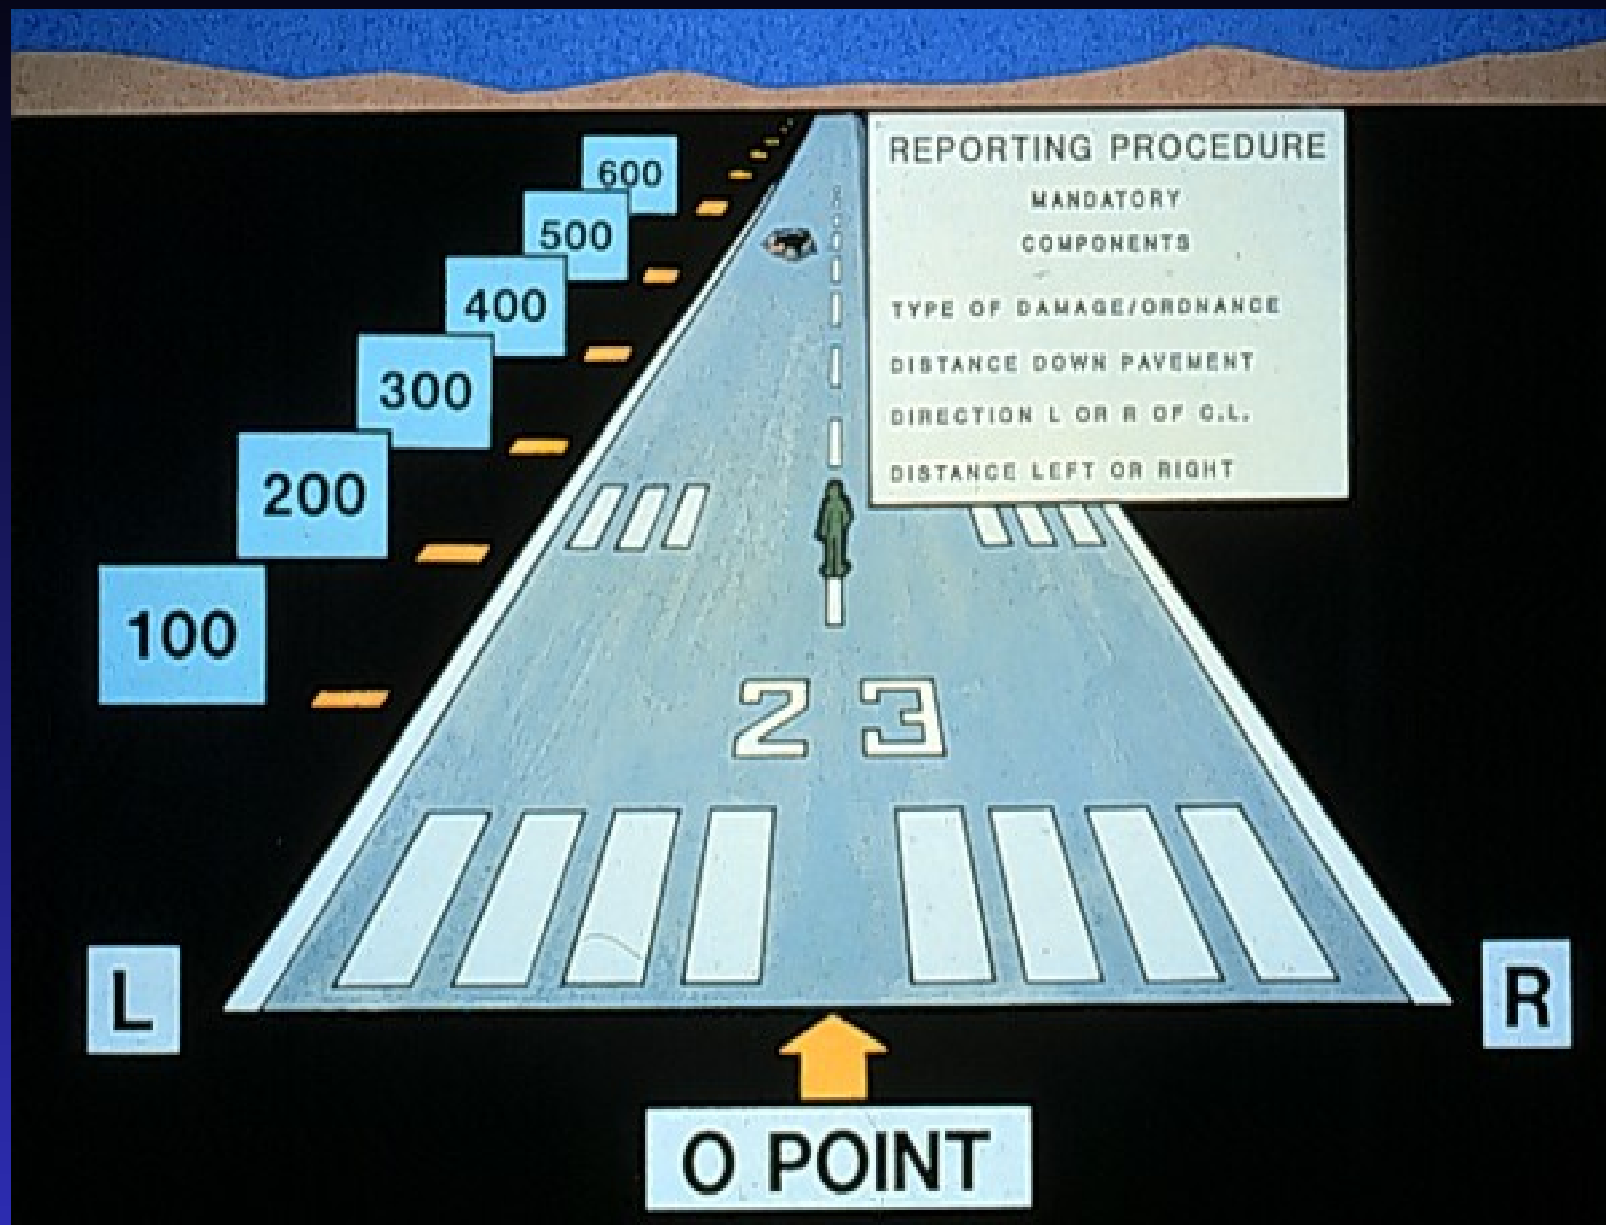 REPORTING PROCEDURE
MANDATORY
COMPONENTS
TYPE OF DAMAGE/ORDNANCE
DISTANCE DOWN PAVEMENT
DIRECTION L OR R OF C.L.
DISTANCE LEFT OR RIGHT
600
500
400
300
200
100
23
L
R
O POINT